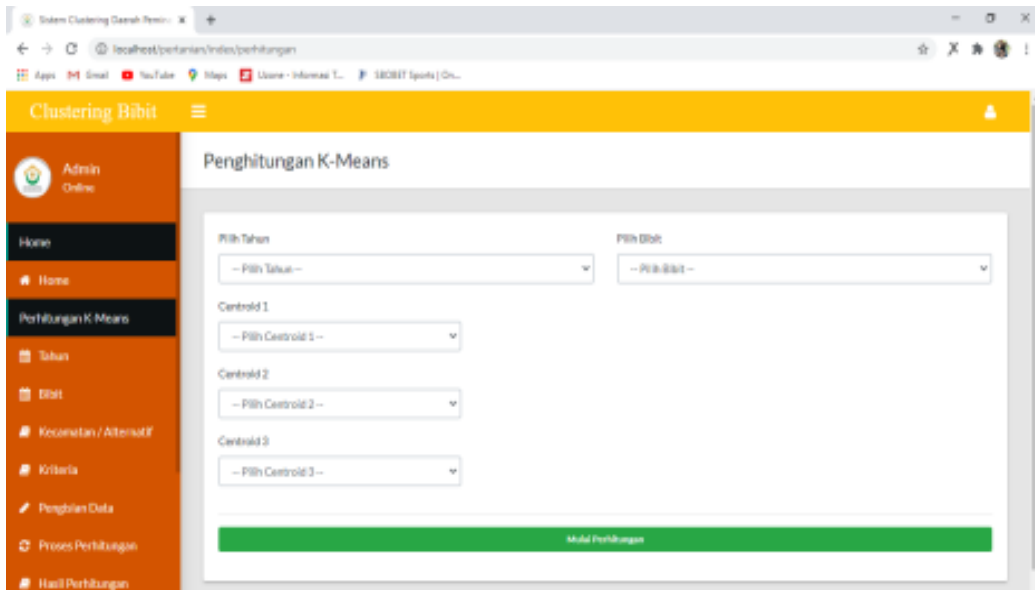 Sistem Clustering Daerah Pemin
localhost/pertanian/index/perhitungan
Apps Gmail YouTube Maps Uzone - Informasi T... SBOBET Sports | On...
Clustering Bibit
Admin
Online
Penghitungan K-Means
Home
Home
Perhitungan K-Means
Tahun
Bibit
Kecamatan / Alternatif
Kriteria
Pengisian Data
Proses Perhitungan
Hasil Perhitungan
Pilih Tahun
-- Pilih Tahun --
Pilih Bibit
-- Pilih Bibit --
Centroid 1
-- Pilih Centroid 1 --
Centroid 2
-- Pilih Centroid 2 --
Centroid 3
-- Pilih Centroid 3 --
Mulai Perhitungan